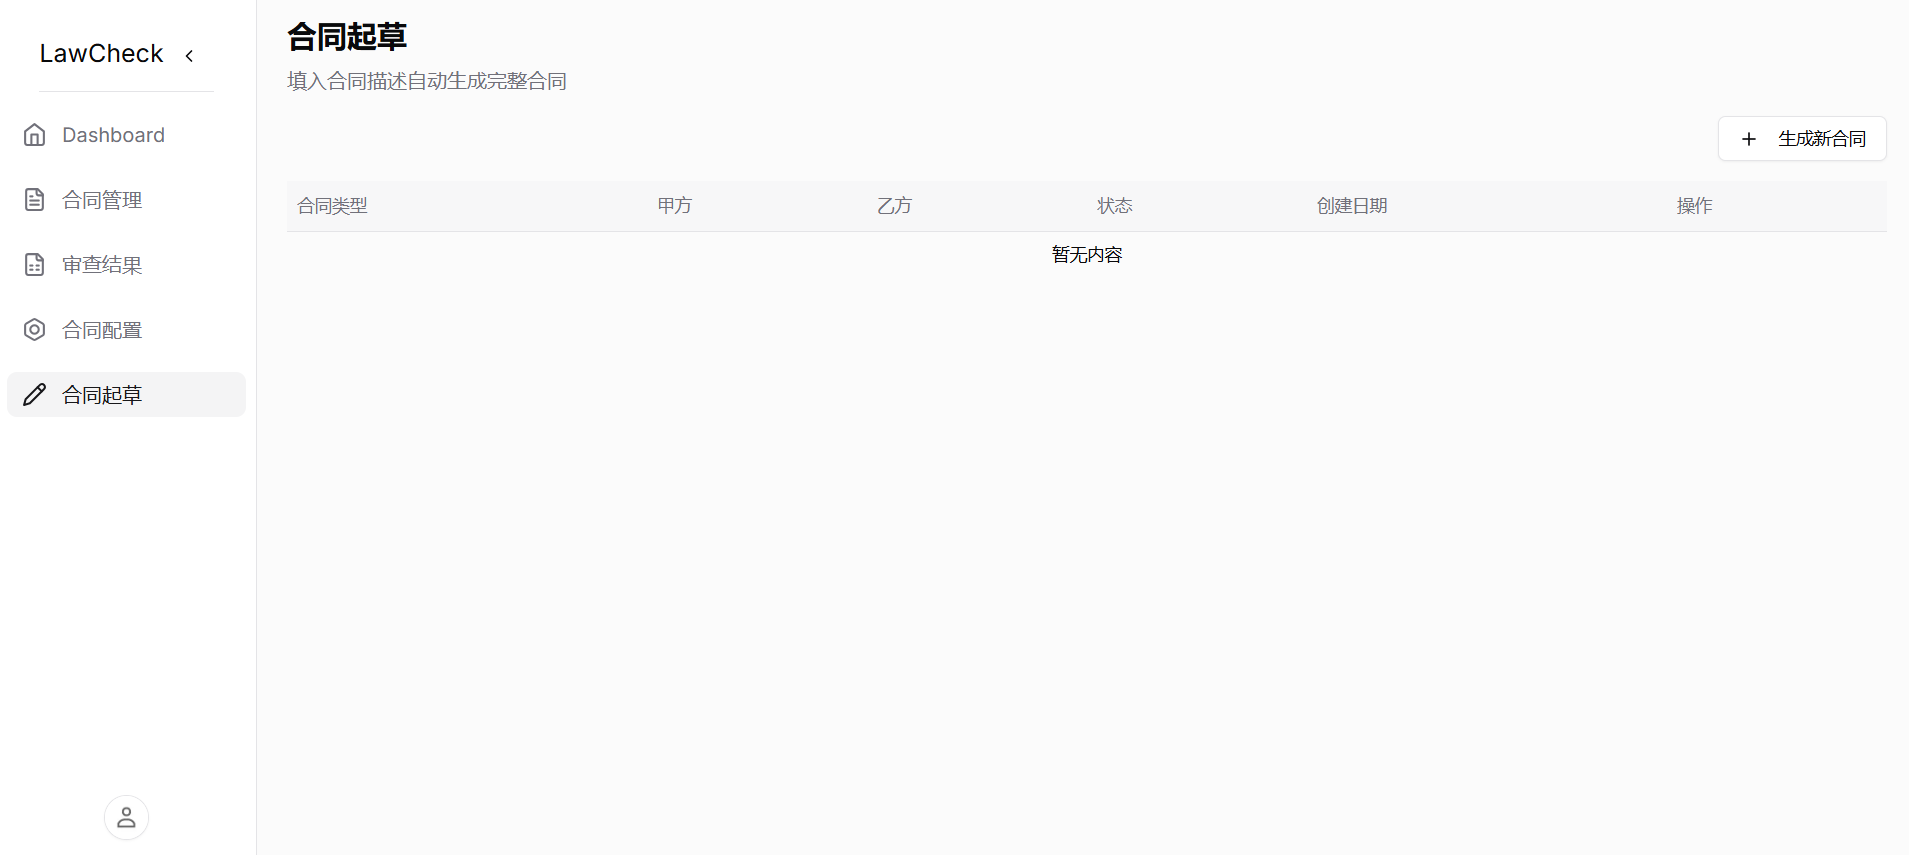 LawCheck
Dashboard
合同管理
审查结果
合同配置
合同起草
合同起草
填入合同描述自动生成完整合同
生成新合同
合同类型 甲方 乙方 状态 创建日期 操作
暂无内容